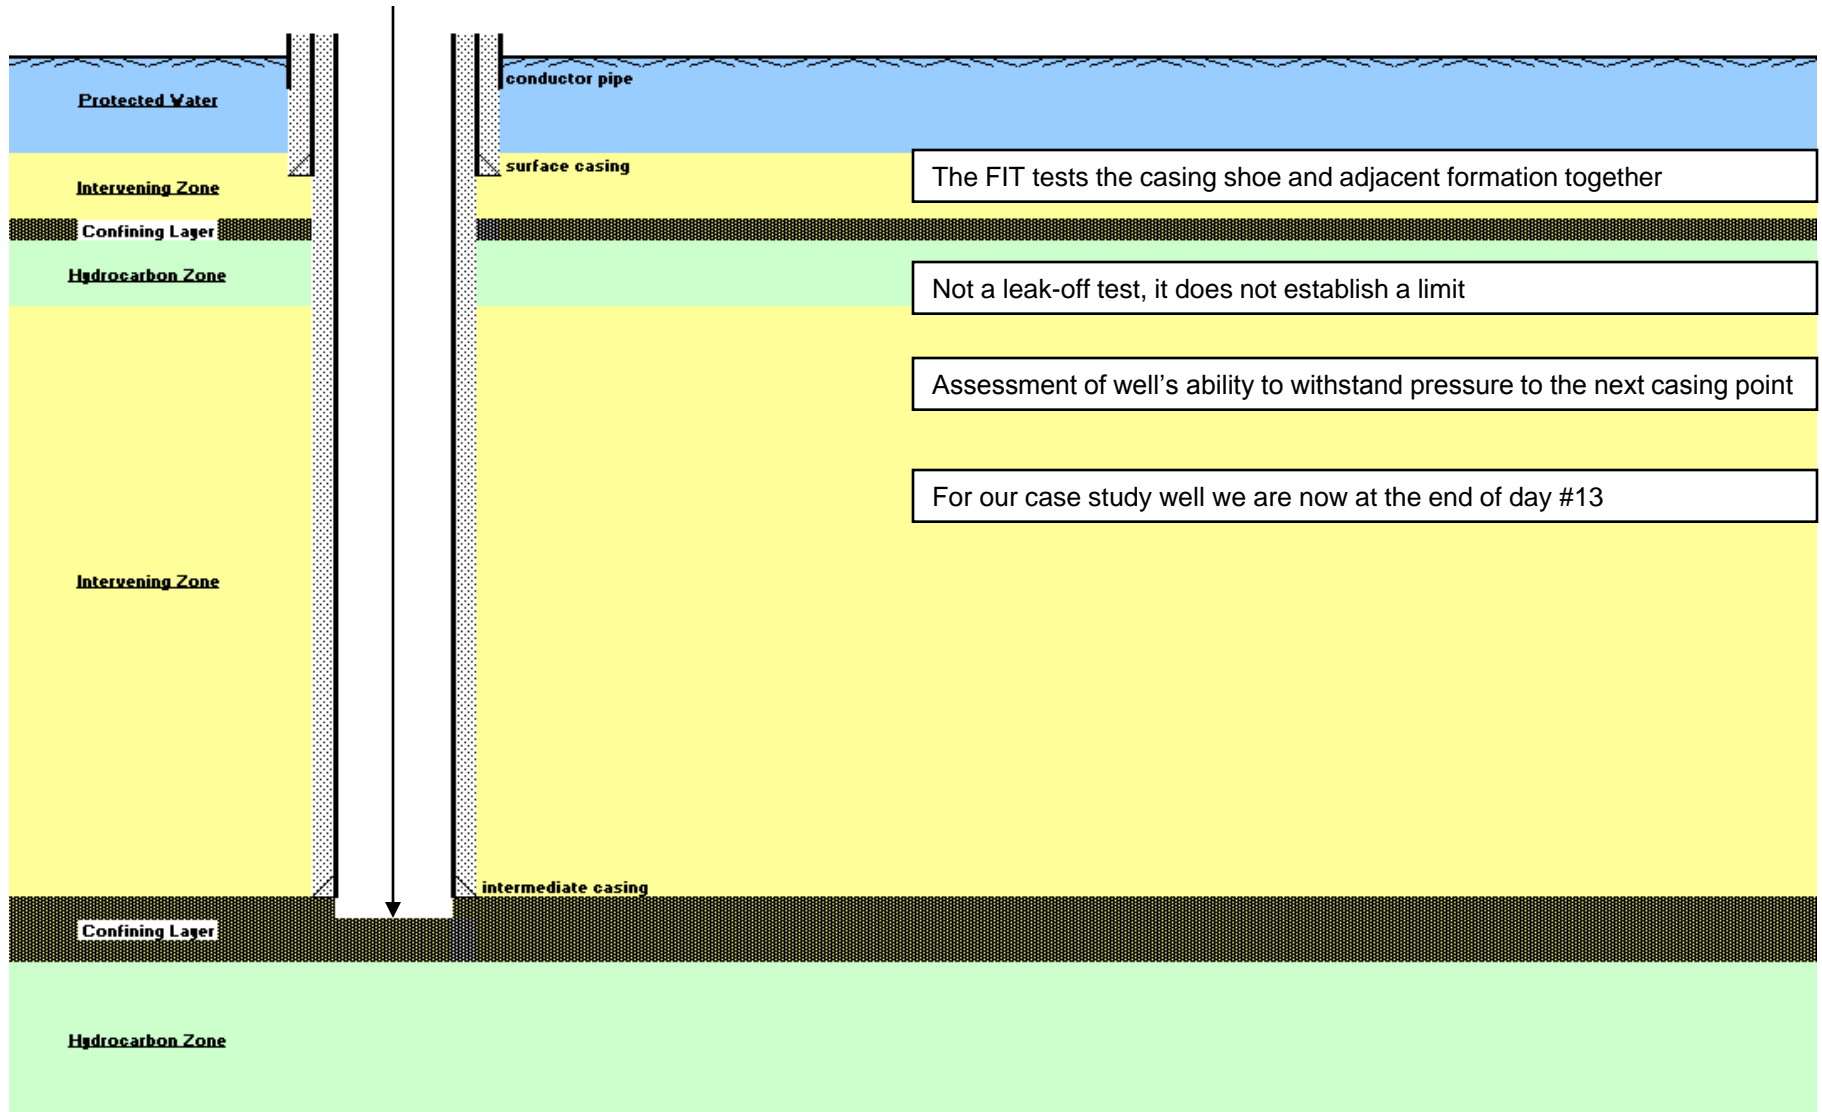 conductor pipe
Protected Water
surface casing
The FIT tests the casing shoe and adjacent formation together
Intervening Zone
Confining Layer
Hydrocarbon Zone
Not a leak-off test, it does not establish a limit
Assessment of well’s ability to withstand pressure to the next casing point
For our case study well we are now at the end of day #13
Intervening Zone
intermediate casing
Confining Layer
Hydrocarbon Zone